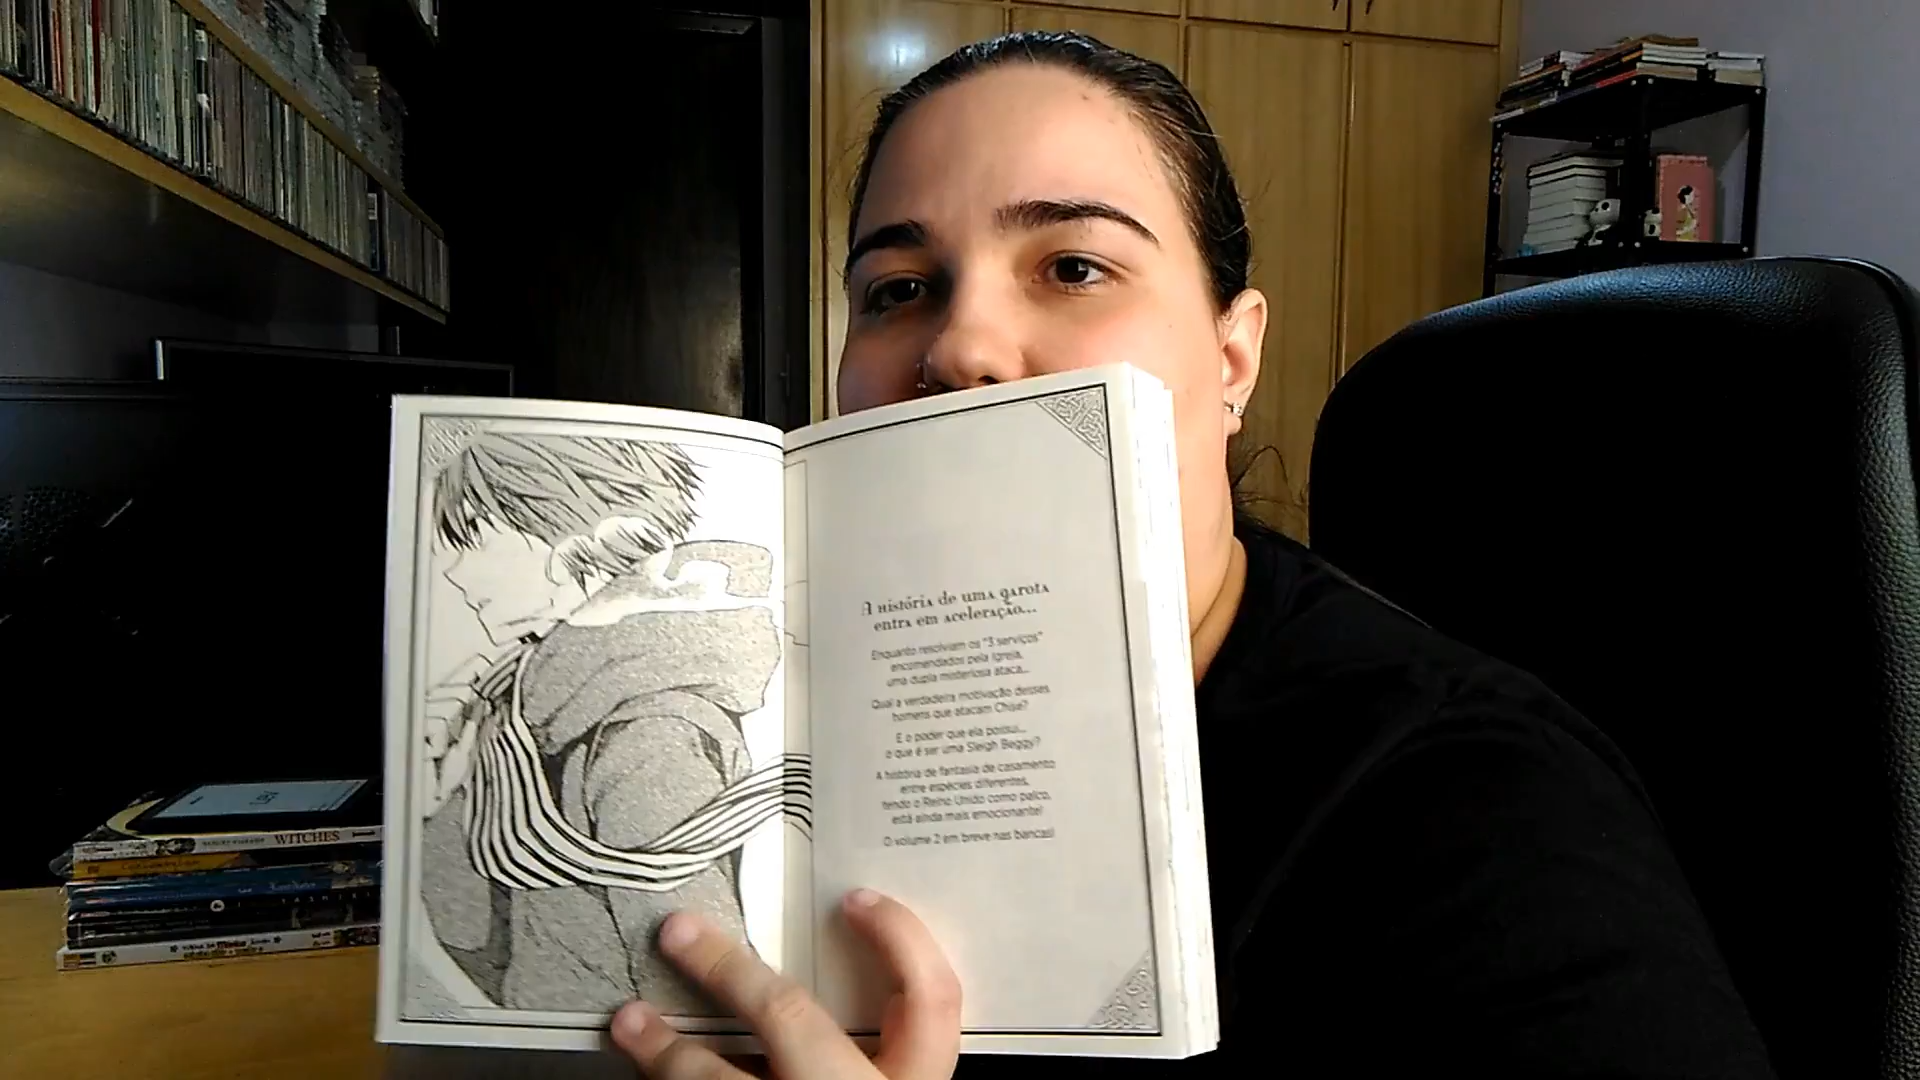 A história de uma garota
entra em aceleração...
Enquanto resolviam os "3 serviços"
encomendados pela Igreja,
uma dupla misteriosa ataca...
Qual a verdadeira motivação desses
homens que atacam Chise?
E o poder que ela possui...
o que é ser uma Sleigh Beggy?
A história de fantasia de casamento
entre espécies diferentes,
tendo o Reino Unido como palco,
está ainda mais emocionante!
O volume 2 em breve nas bancas!
WITCHES 1